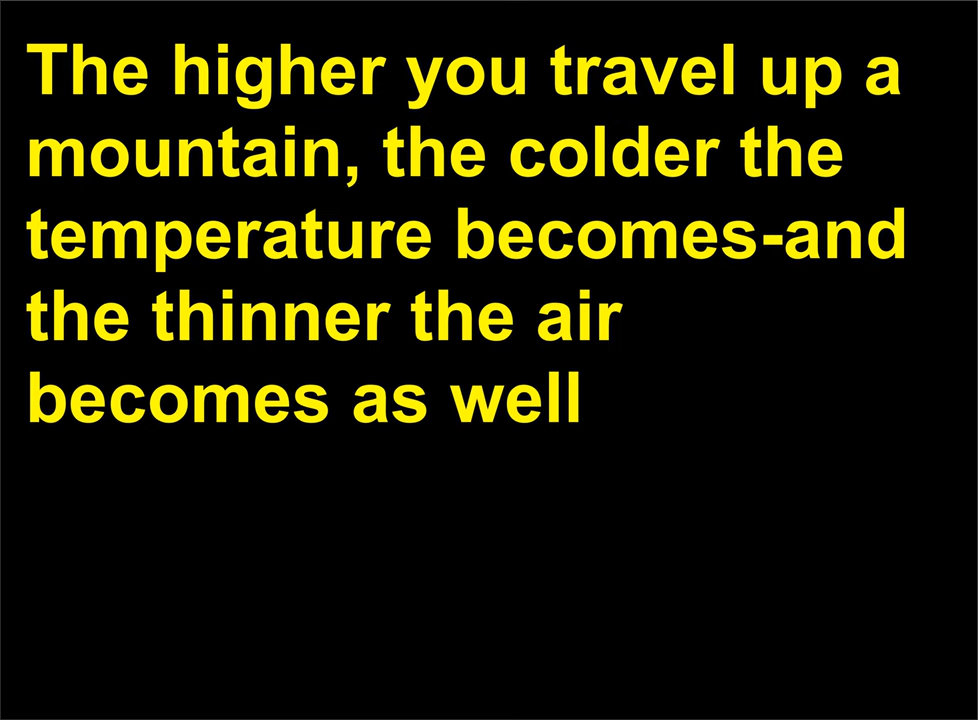 The higher you travel up a
mountain, the colder the
temperature becomes-and
the thinner the air
becomes as well